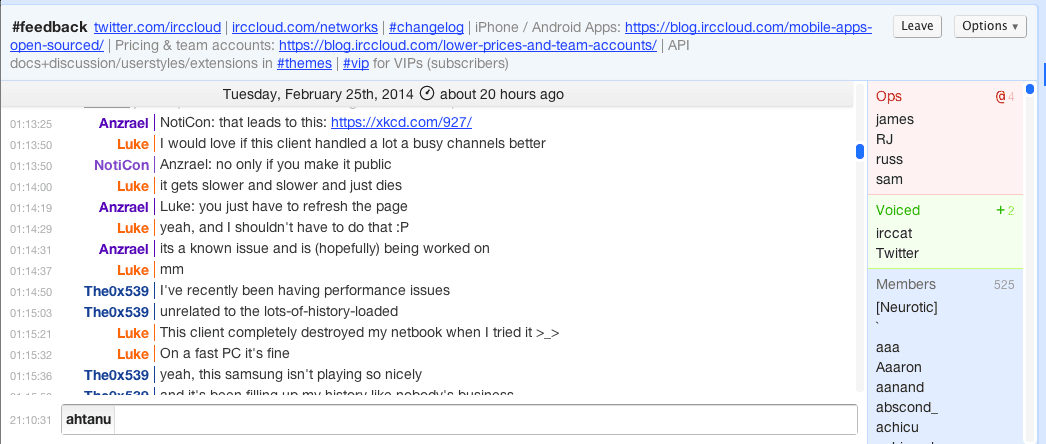 #feedback twitter.com/irccloud | irccloud.com/networks | #changelog | iPhone / Android Apps: https://blog.irccloud.com/mobile-apps-
open-sourced/ | Pricing & team accounts: https://blog.irccloud.com/lower-prices-and-team-accounts/ | API
docs+discussion/userstyles/extensions in #themes | #vip for VIPs (subscribers)
Leave
Options ▾
Tuesday, February 25th, 2014 about 20 hours ago
01:13:25 Anzrael NotiCon: that leads to this: https://xkcd.com/927/
01:13:50 Luke I would love if this client handled a lot a busy channels better
01:13:50 NotiCon Anzrael: no only if you make it public
01:14:00 Luke it gets slower and slower and just dies
01:14:19 Anzrael Luke: you just have to refresh the page
01:14:29 Luke yeah, and I shouldn't have to do that :P
01:14:31 Anzrael its a known issue and is (hopefully) being worked on
01:14:37 Luke mm
01:14:50 The0x539 I've recently been having performance issues
01:15:03 The0x539 unrelated to the lots-of-history-loaded
01:15:21 Luke This client completely destroyed my netbook when I tried it >_>
01:15:32 Luke On a fast PC it's fine
01:15:36 The0x539 yeah, this samsung isn't playing so nicely
The0x539 and it's been filling up my history like nobody's business
21:10:31 ahtanu
Ops @ 4
james
RJ
russ
sam
Voiced + 2
irccat
Twitter
Members 525
[Neurotic]
`
aaa
Aaaron
aanand
abscond_
achicu